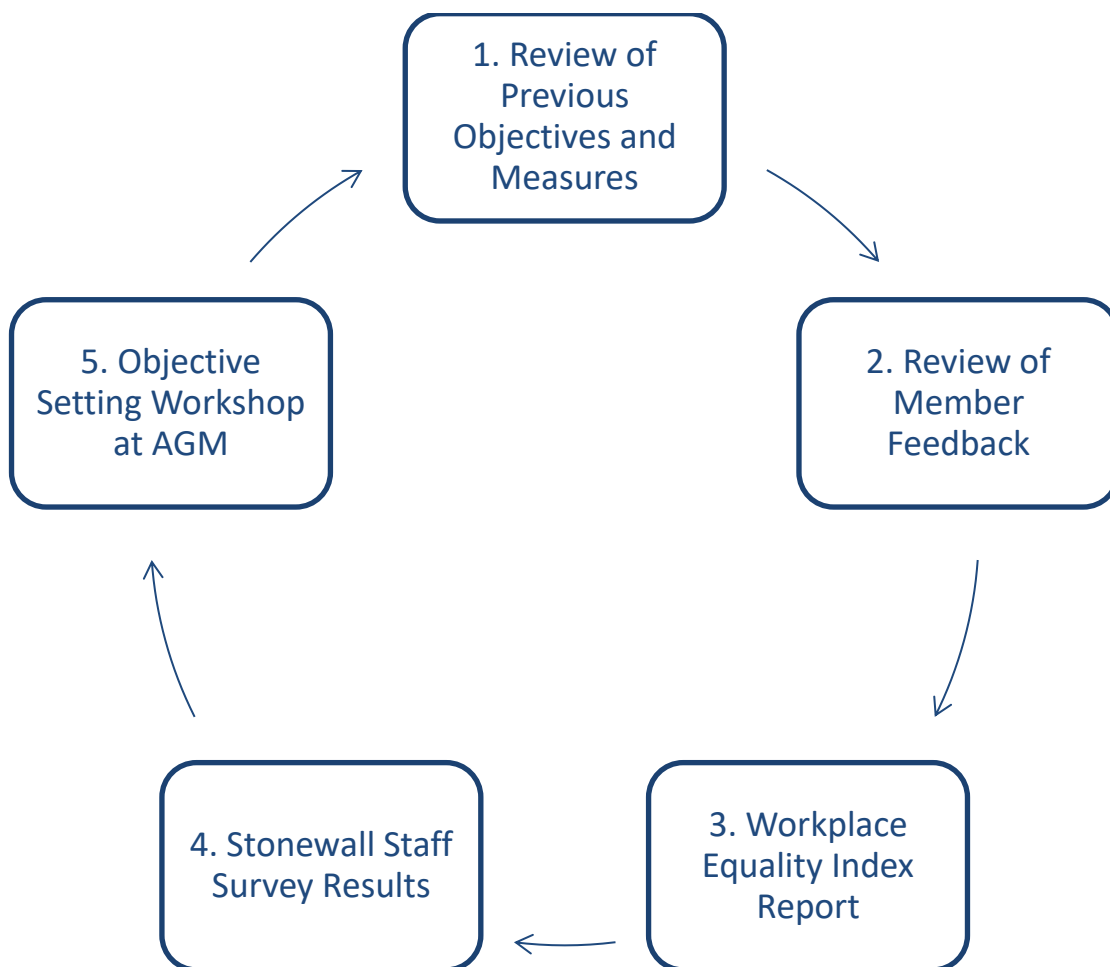 1. Review of
Previous
Objectives and
Measures
2. Review of
Member
Feedback
3. Workplace
Equality Index
Report
4. Stonewall Staff
Survey Results
5. Objective
Setting Workshop
at AGM